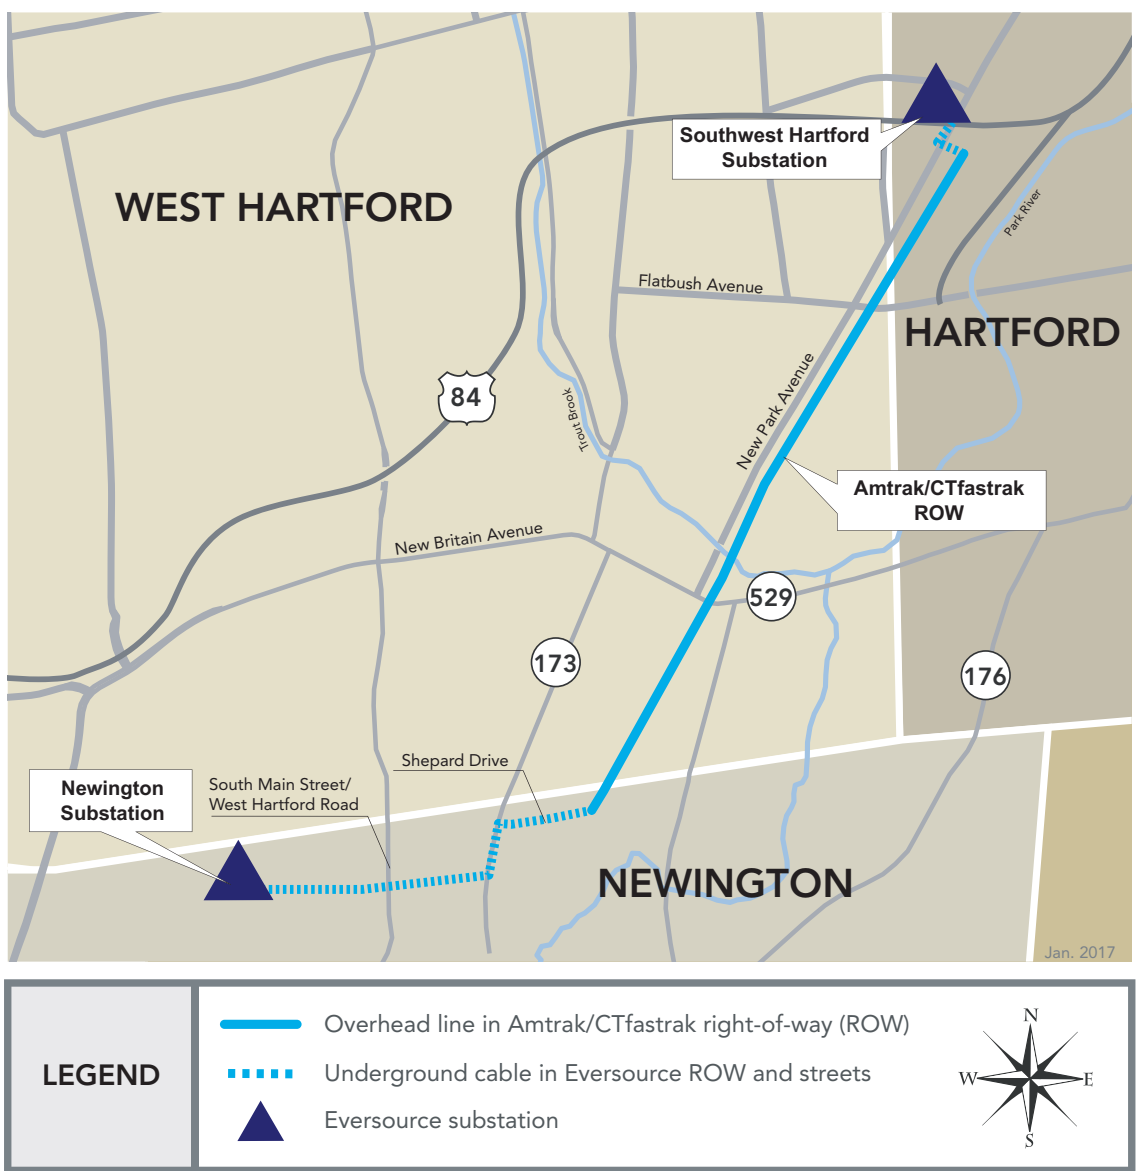 Southwest Hartford
Substation
WEST HARTFORD
Park River
Flatbush Avenue
HARTFORD
84
New Park Avenue
Trout Brook
Amtrak/CTfastrak
ROW
New Britain Avenue
529
173
176
Shepard Drive
Newington
Substation
South Main Street/
West Hartford Road
NEWINGTON
Jan. 2017
LEGEND
Overhead line in Amtrak/CTfastrak right-of-way (ROW)
Underground cable in Eversource ROW and streets
Eversource substation
N
W
E
S